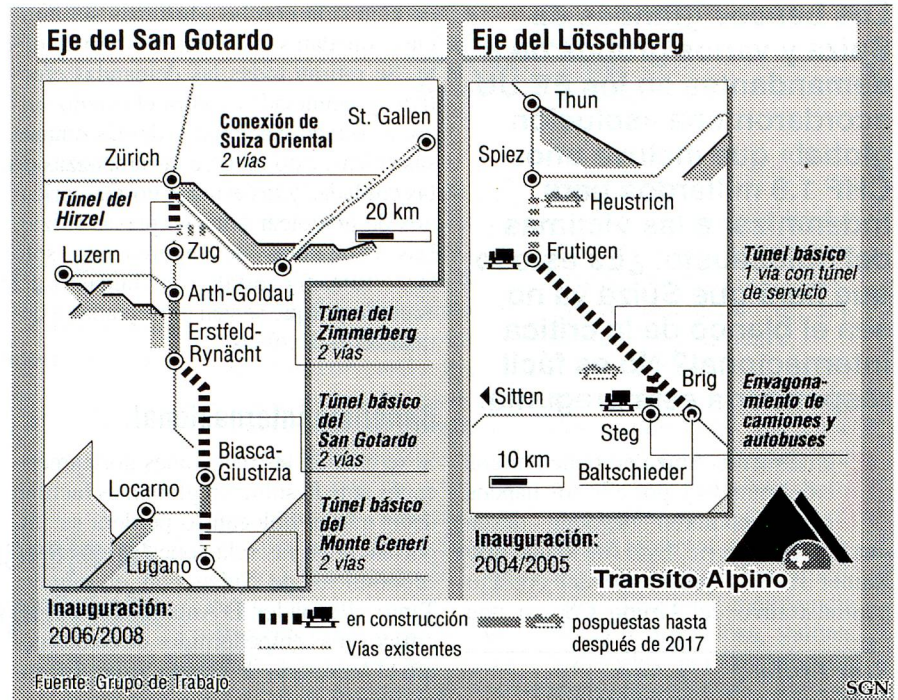 Eje del San Gotardo
Conexión de
Suiza Oriental
2 vías
St. Gallen
Zürich
Túnel del
Hirzel
20 km
Luzern
Zug
Arth-Goldau
Erstfeld-
Rynächt
Túnel del
Zimmerberg
2 vías
Túnel básico
del
San Gotardo
2 vías
Biasca-
Giustizia
Locarno
Túnel básico
del
Monte Ceneri
2 vías
Lugano
Inauguración:
2006/2008
Eje del Lötschberg
Thun
Spiez
Heustrich
Frutigen
Túnel básico
1 vía con túnel
de servicio
Brig
Sitten
Steg
Envagona-
miento de
camiones y
autobuses
10 km
Baltschieder
Inauguración:
2004/2005
Transíto Alpino
en construcción
Vías existentes
pospuestas hasta
después de 2017
Fuente: Grupo de Trabajo
SGN